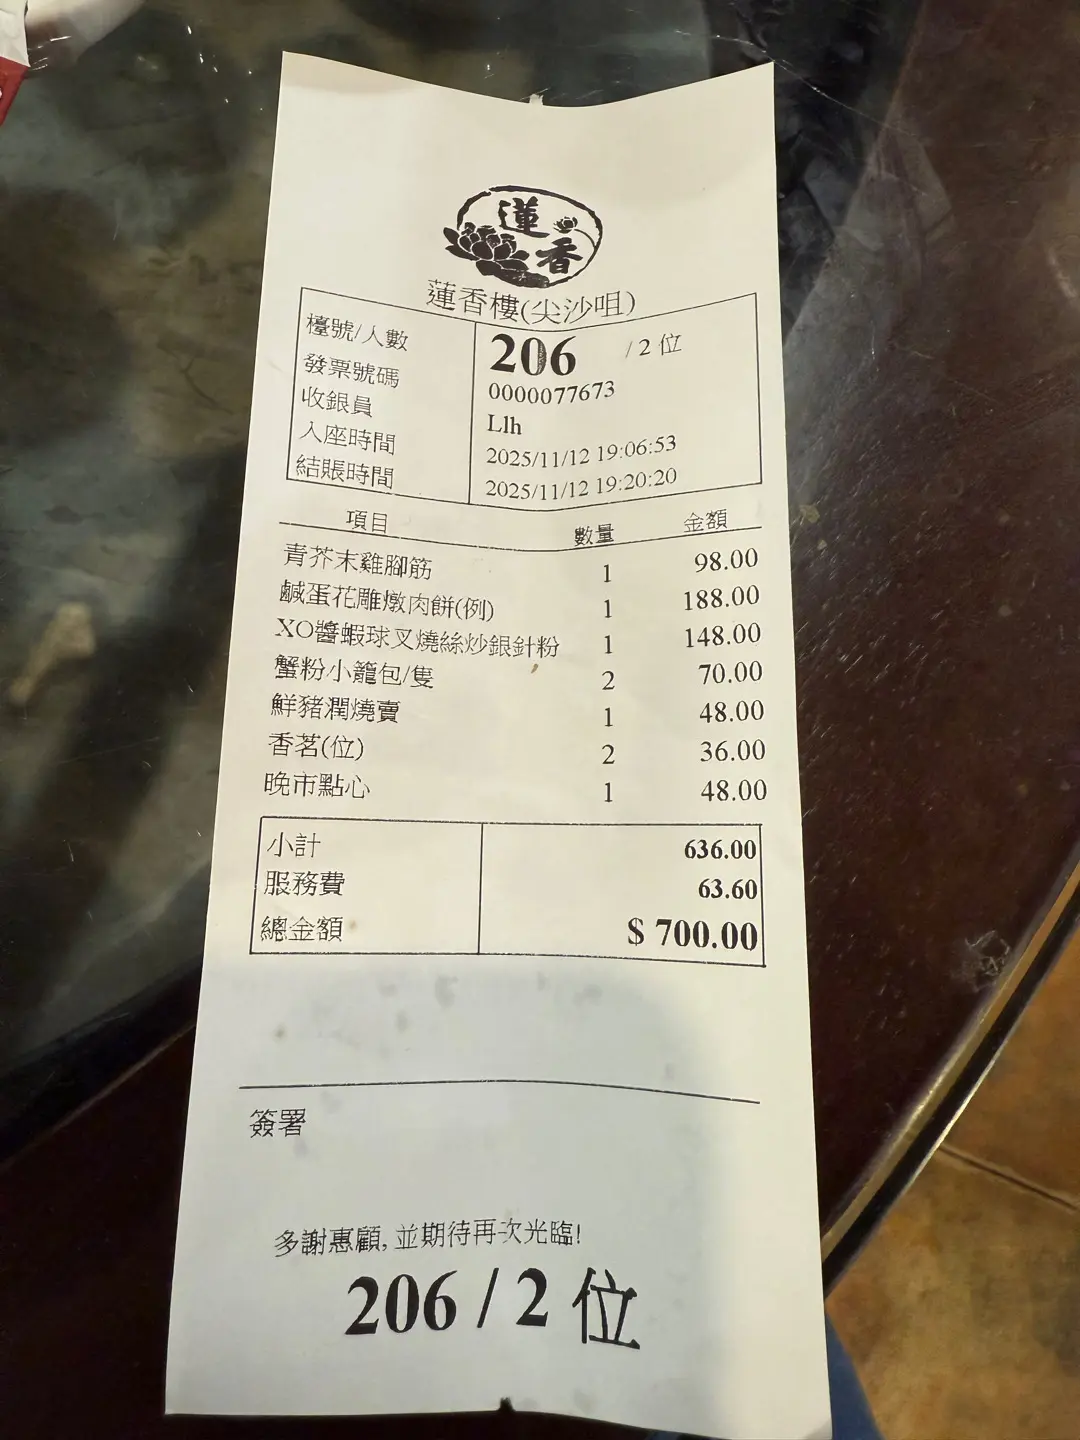 蓮香
蓮香樓(尖沙咀)
檯號/人數 206 / 2 位
發票號碼 0000077673
收銀員 Llh
入座時間 2025/11/12 19:06:53
結賬時間 2025/11/12 19:20:20
項目 數量 金額
青芥末雞腳筋 1 98.00
鹹蛋花雕燉肉餅(例) 1 188.00
XO醬蝦球叉燒絲炒銀針粉 1 148.00
蟹粉小籠包/隻 2 70.00
鮮豬潤燒賣 1 48.00
香茗(位) 2 36.00
晚市點心 1 48.00
小計 636.00
服務費 63.60
總金額 $ 700.00
簽署
多謝惠顧, 並期待再次光臨!
206 / 2 位